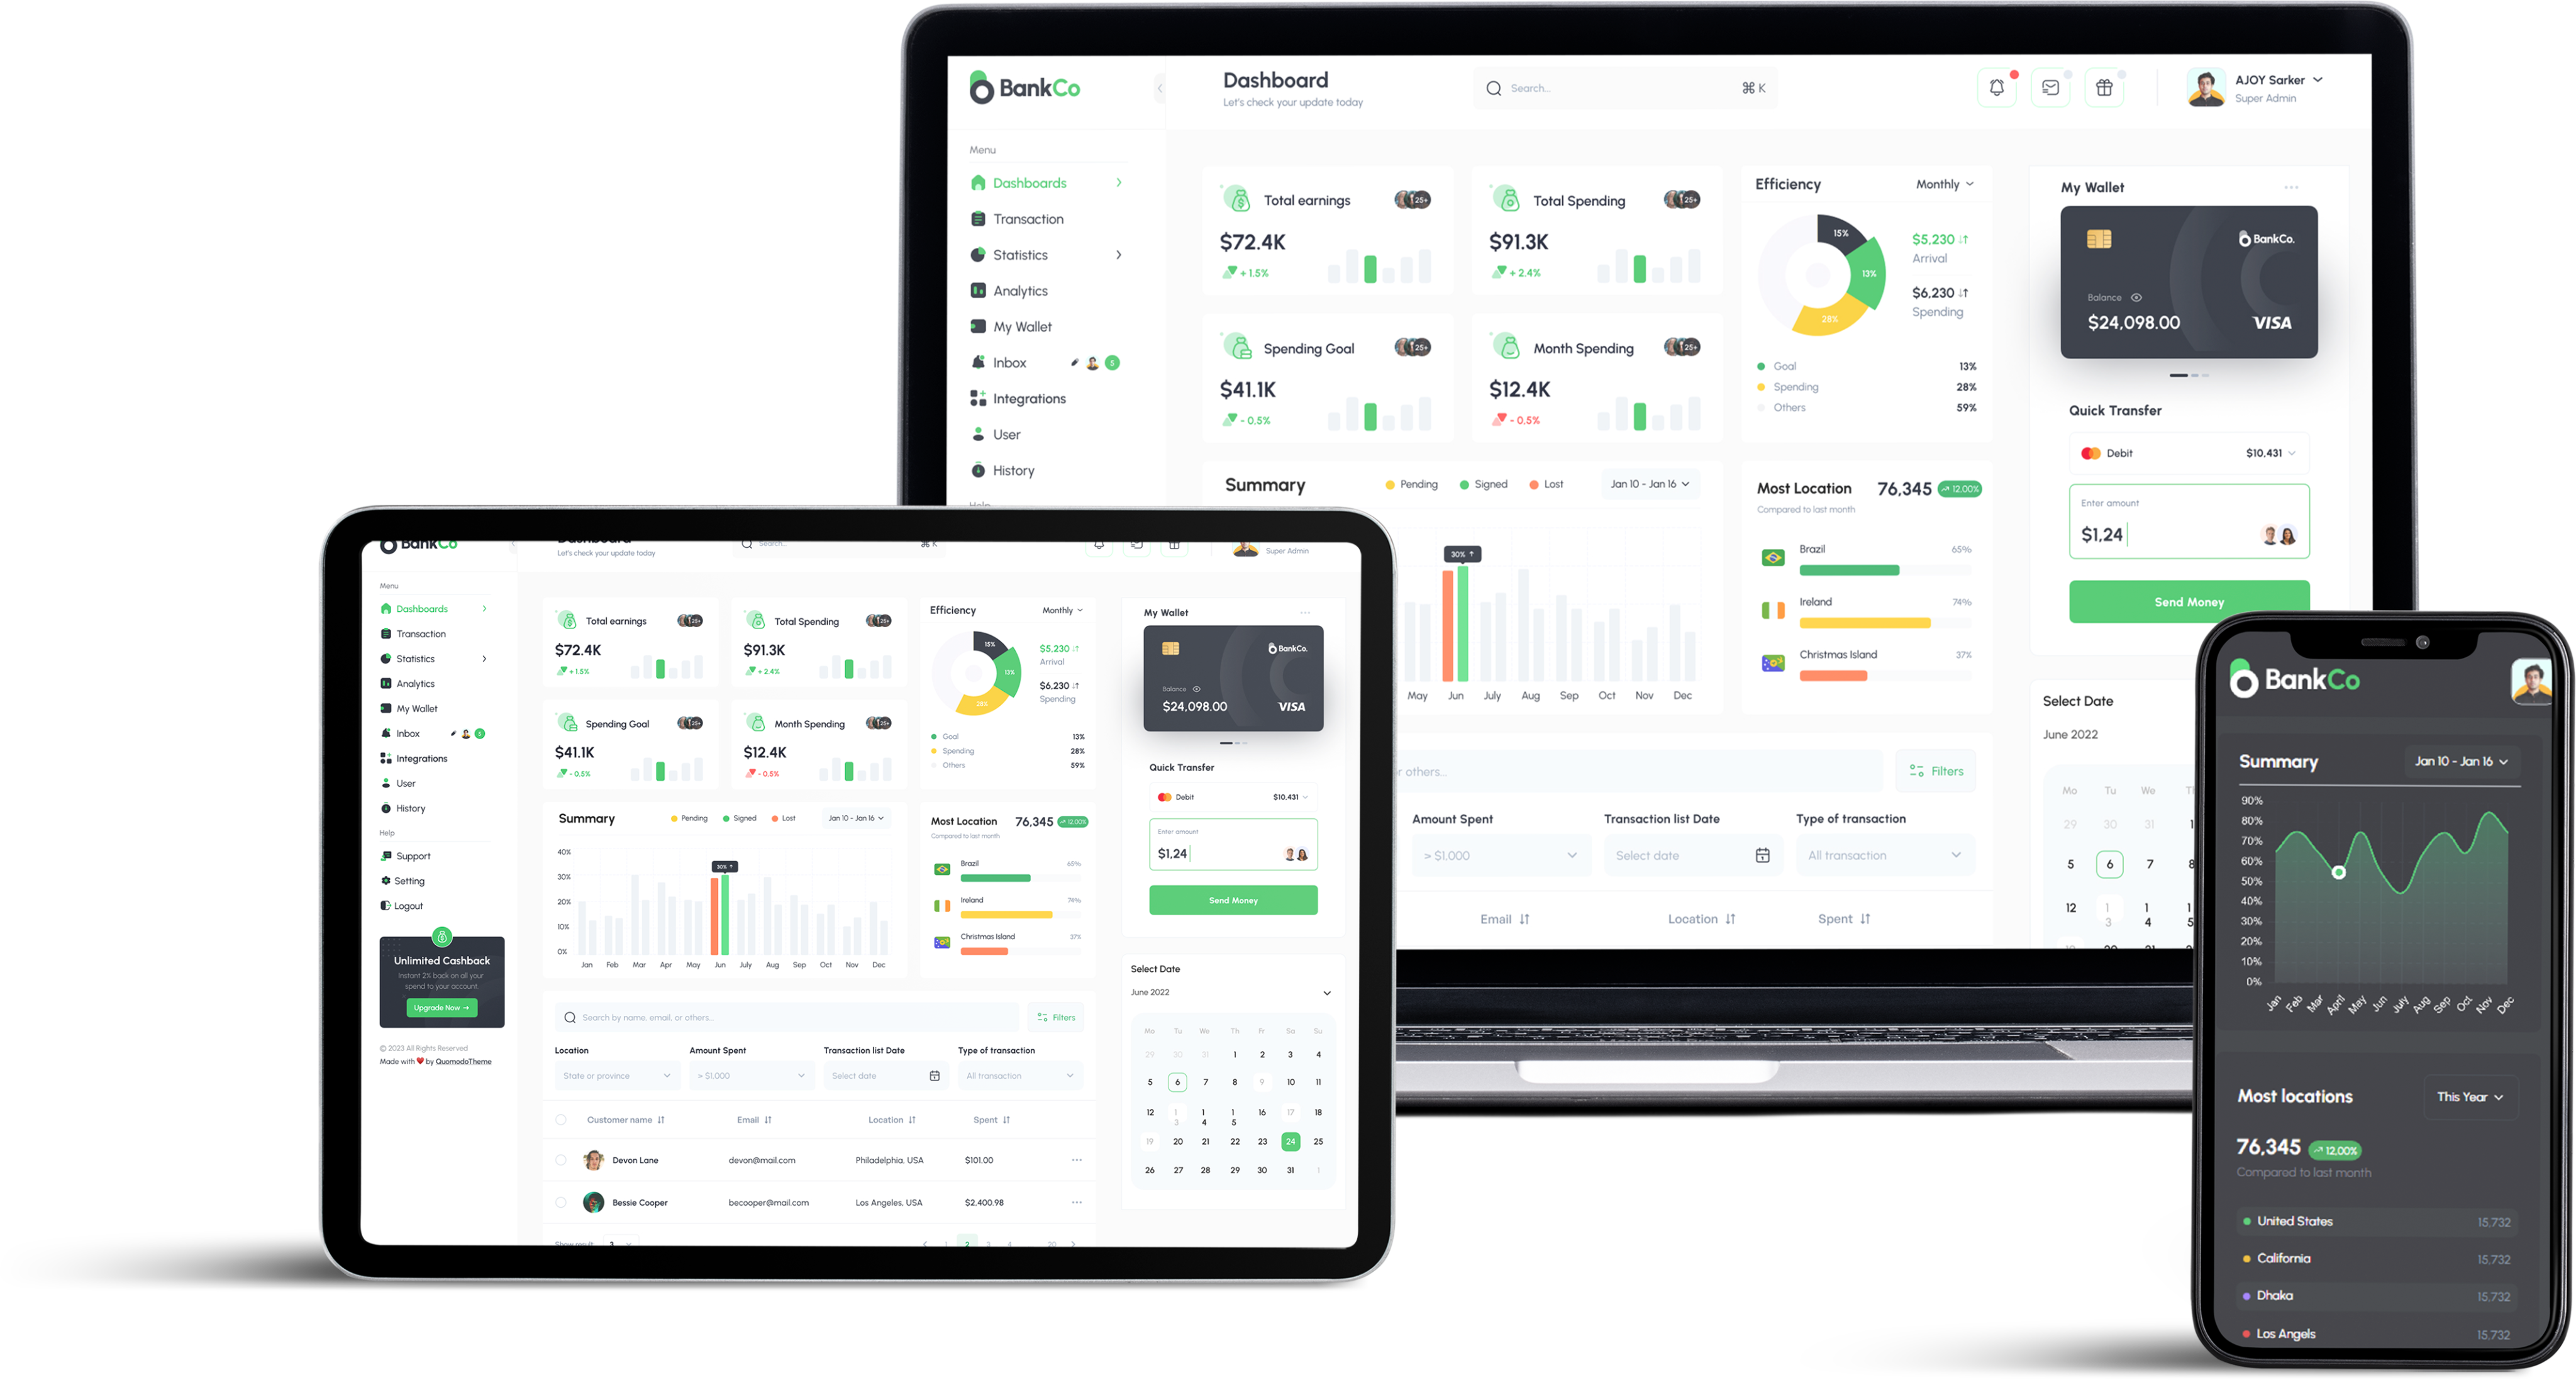 BankCo
Dashboard
Let's check your update today
Search...
⌘ K
AJOY Sarker
Super Admin
Menu
Dashboards
Transaction
Statistics
Analytics
My Wallet
Inbox
5
Integrations
User
History
Help
Total earnings
25+
$72.4K
+ 1.5%
Total Spending
25+
$91.3K
+ 2.4%
Spending Goal
25+
$41.1K
- 0.5%
Month Spending
25+
$12.4K
- 0.5%
Efficiency
Monthly
15%
13%
28%
$5,230
Arrival
$6,230
Spending
Goal 13%
Spending 28%
Others 59%
My Wallet
BankCo.
Balance
$24,098.00
VISA
Quick Transfer
Debit $10,431
Enter amount
$1,24
Send Money
Summary
Pending Signed Lost
Jan 10 - Jan 16
30%
May Jun July Aug Sep Oct Nov Dec
Most Location 76,345 12,00%
Compared to last month
Brazil 65%
Ireland 74%
Christmas Island 37%
or others...
Filters
Amount Spent
> $1,000
Transaction list Date
Select date
Type of transaction
All transaction
Email Location Spent
Select Date
June 2022
Mo Tu We
29 30 31 1
5 6 7 8
12 13 14 15
BankCo
Let's check your update today
Search...
⌘ K
Super Admin
Menu
Dashboards
Transaction
Statistics
Analytics
My Wallet
Inbox
5
Integrations
User
History
Help
Support
Setting
Logout
Unlimited Cashback
Instant 2% back on all your
spend to your account
Upgrade Now →
© 2023 All Rights Reserved
Made with ❤ by QuomodoTheme
Total earnings
25+
$72.4K
+ 1.5%
Total Spending
25+
$91.3K
+ 2.4%
Spending Goal
25+
$41.1K
- 0.5%
Month Spending
25+
$12.4K
- 0.5%
Efficiency
Monthly
15%
13%
28%
$5,230
Arrival
$6,230
Spending
Goal 13%
Spending 28%
Others 59%
Summary
Pending Signed Lost
Jan 10 - Jan 16
40%
30%
20%
10%
0%
30%
Jan Feb Mar Apr May Jun July Aug Sep Oct Nov Dec
Most Location 76,345 12,00%
Compared to last month
Brazil 65%
Ireland 74%
Christmas Island 37%
Search by name, email, or others...
Filters
Location
State or province
Amount Spent
> $1,000
Transaction list Date
Select date
Type of transaction
All transaction
Customer name Email Location Spent
Devon Lane devon@mail.com Philadelphia, USA $101.00
Bessie Cooper becooper@mail.com Los Angeles, USA $2,400.98
Show result 3
1 2 3 4 20
My Wallet
BankCo.
Balance
$24,098.00
VISA
Quick Transfer
Debit $10,431
Enter amount
$1,24
Send Money
Select Date
June 2022
Mo Tu We Th Fr Sa Su
29 30 31 1 2 3 4
5 6 7 8 9 10 11
12 13 14 15 16 17 18
19 20 21 22 23 24 25
26 27 28 29 30 31 1
BankCo
Summary
Jan 10 - Jan 16
90%
80%
70%
60%
50%
40%
30%
20%
10%
0%
Jan Feb Mar April May Jun July Aug Sep Oct Nov Dec
Most locations
This Year
76,345 12,00%
Compared to last month
United States 15,732
California 15,732
Dhaka 15,732
Los Angels 15,732